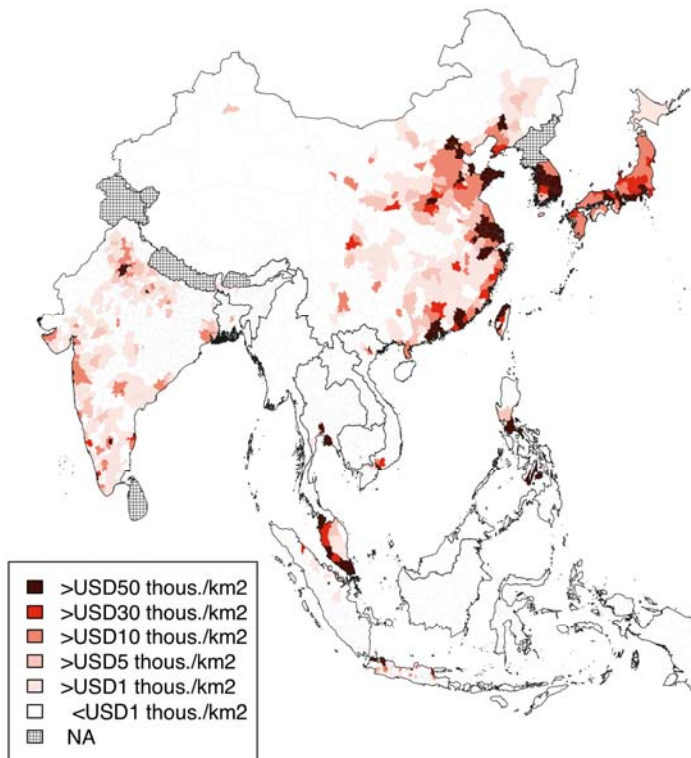 >USD50 thous./km2
>USD30 thous./km2
>USD10 thous./km2
>USD5 thous./km2
>USD1 thous./km2
<USD1 thous./km2
NA